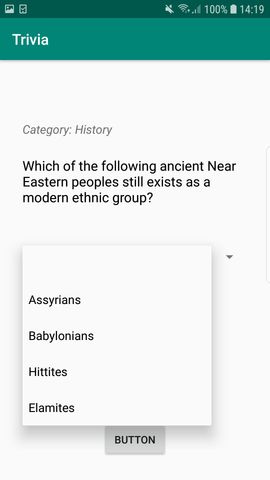 100% 14:19
Trivia
Category: History
Which of the following ancient Near
Eastern peoples still exists as a
modern ethnic group?
Assyrians
Babylonians
Hittites
Elamites
BUTTON